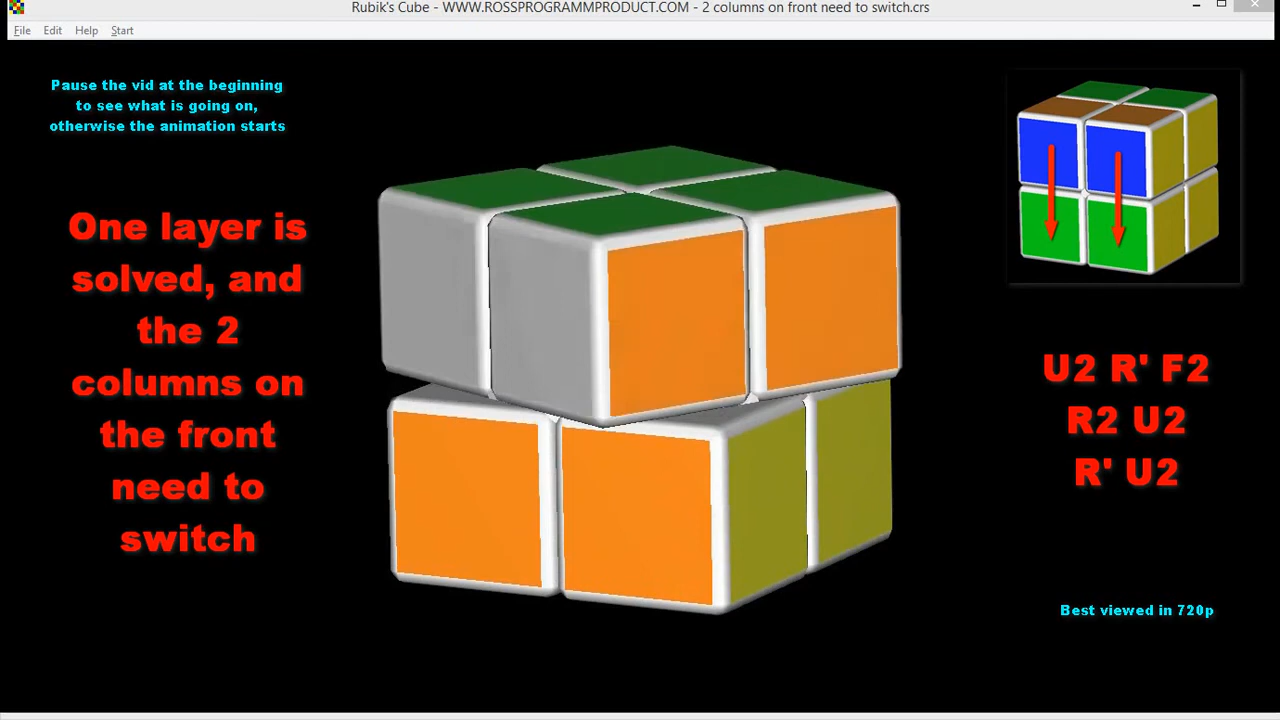 Rubik's Cube - WWW.ROSSPROGRAMMPRODUCT.COM - 2 columns on front need to switch.crs
File Edit Help Start
Pause the vid at the beginning
to see what is going on,
otherwise the animation starts
One layer is
solved, and
the 2
columns on
the front
need to
switch
U2 R' F2
R2 U2
R' U2
Best viewed in 720p